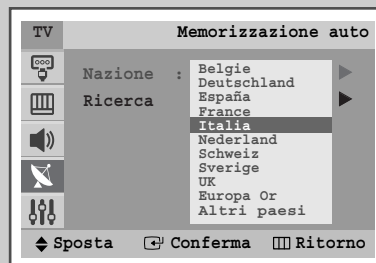 TV Memorizzazione auto
Nazione :
Ricerca
Belgie
Deutschland
España
France
Italia
Nederland
Schweiz
Sverige
UK
Europa Or
Altri paesi
Sposta Conferma Ritorno